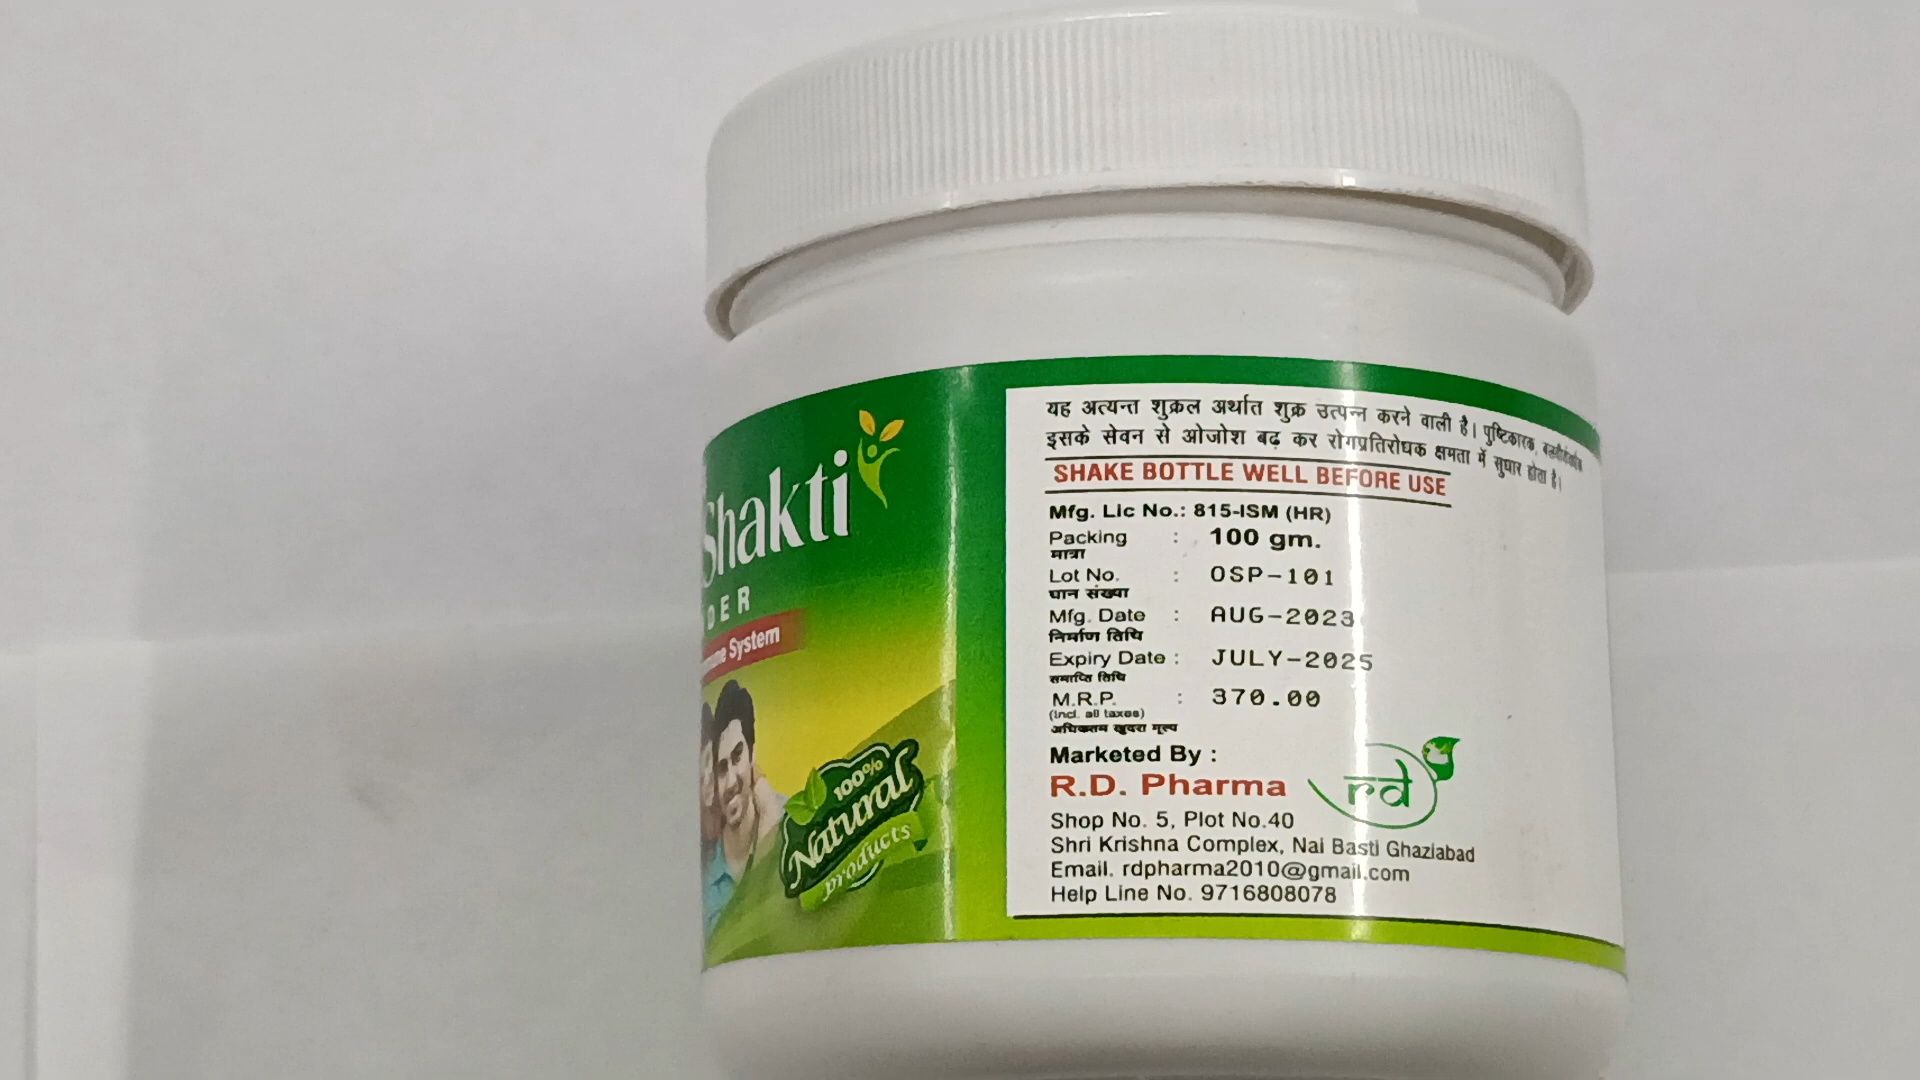 Shakti
DER
System
100%
Natural
products
यह अत्यन्त शुक्रल अर्थात शुक्र उत्पन्न करने वाली है। पुष्टिकारक,
इसके सेवन से ओजोश बढ़ कर रोगप्रतिरोधक क्षमता में सुधार होता है।
SHAKE BOTTLE WELL BEFORE USE
Mfg. Lic No.: 815-ISM (HR)
Packing : 100 gm.
मात्रा
Lot No. : OSP-101
घान संख्या
Mfg. Date : AUG-2023
निर्माण तिथि
Expiry Date : JULY-2025
समाप्ति तिथि
M.R.P. : 370.00
(incl. all taxes)
अधिकतम खुदरा मूल्य
Marketed By :
R.D. Pharma
rd
Shop No. 5, Plot No.40
Shri Krishna Complex, Nai Basti Ghaziabad
Email. rdpharma2010@gmail.com
Help Line No. 9716808078